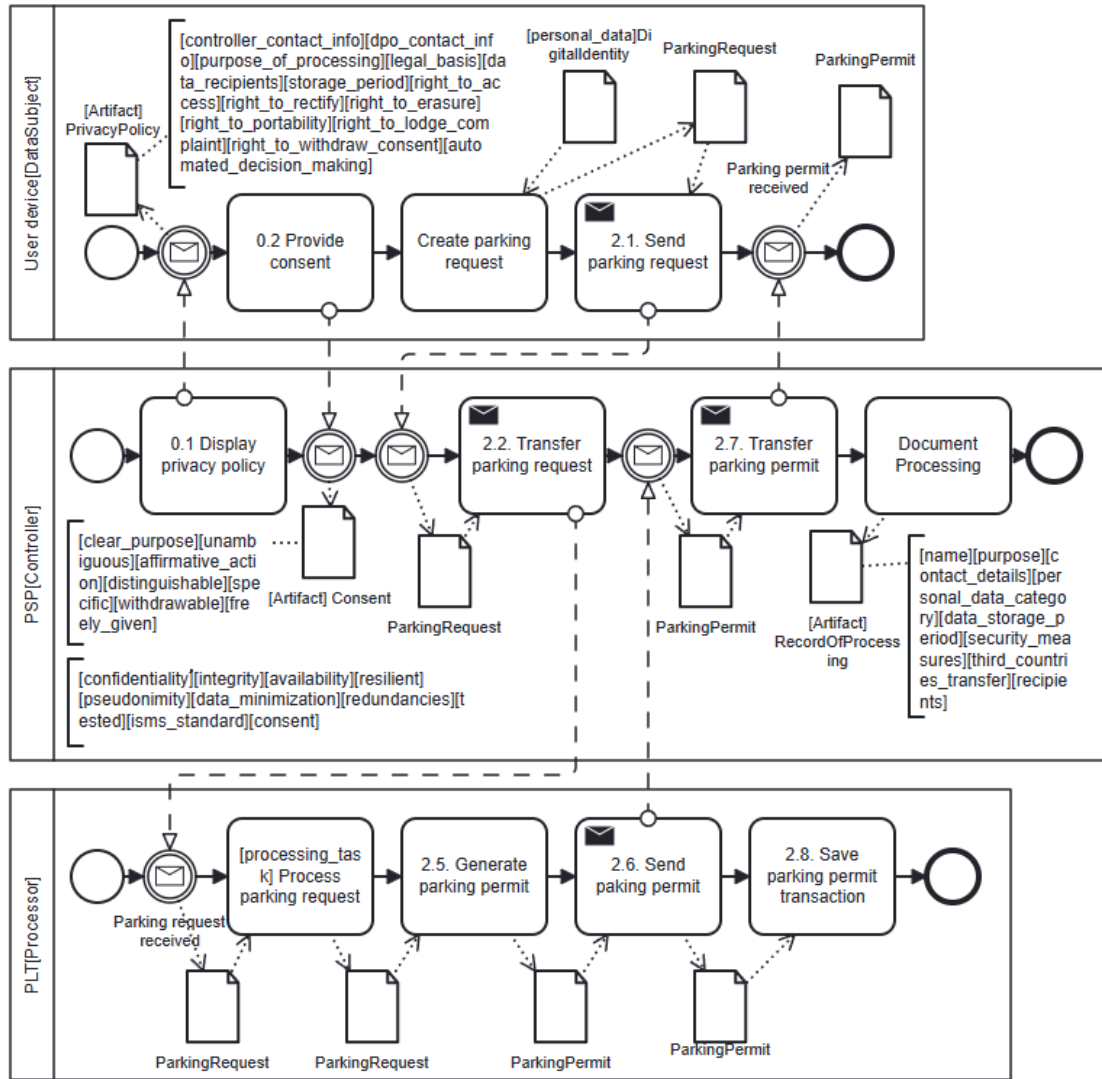 User device[DataSubject]
[Artifact]
PrivacyPolicy
[controller_contact_info][dpo_contact_inf
o][purpose_of_processing][legal_basis][da
ta_recipients][storage_period][right_to_ac
cess][right_to_rectify][right_to_erasure]
[right_to_portability][right_to_lodge_com
plaint][right_to_withdraw_consent][auto
mated_decision_making]
[personal_data]Di
gitalIdentity
ParkingRequest
ParkingPermit
Parking permit
received
0.2 Provide
consent
Create parking
request
2.1. Send
parking request
PSP[Controller]
0.1 Display
privacy policy
2.2. Transfer
parking request
2.7. Transfer
parking permit
Document
Processing
[clear_purpose][unamb
iguous][affirmative_acti
on][distinguishable][spe
cific][withdrawable][fre
ely_given]
[Artifact] Consent
ParkingRequest
ParkingPermit
[Artifact]
RecordOfProcess
ing
[name][purpose][c
ontact_details][per
sonal_data_catego
ry][data_storage_p
eriod][security_mea
sures][third_countri
es_transfer][recipie
nts]
[confidentiality][integrity][availability][resilient]
[pseudonimity][data_minimization][redundancies][t
ested][isms_standard][consent]
PLT[Processor]
Parking request
received
[processing_tas
k] Process
parking request
2.5. Generate
parking permit
2.6. Send
paking permit
2.8. Save
parking permit
transaction
ParkingRequest
ParkingRequest
ParkingPermit
ParkingPermit